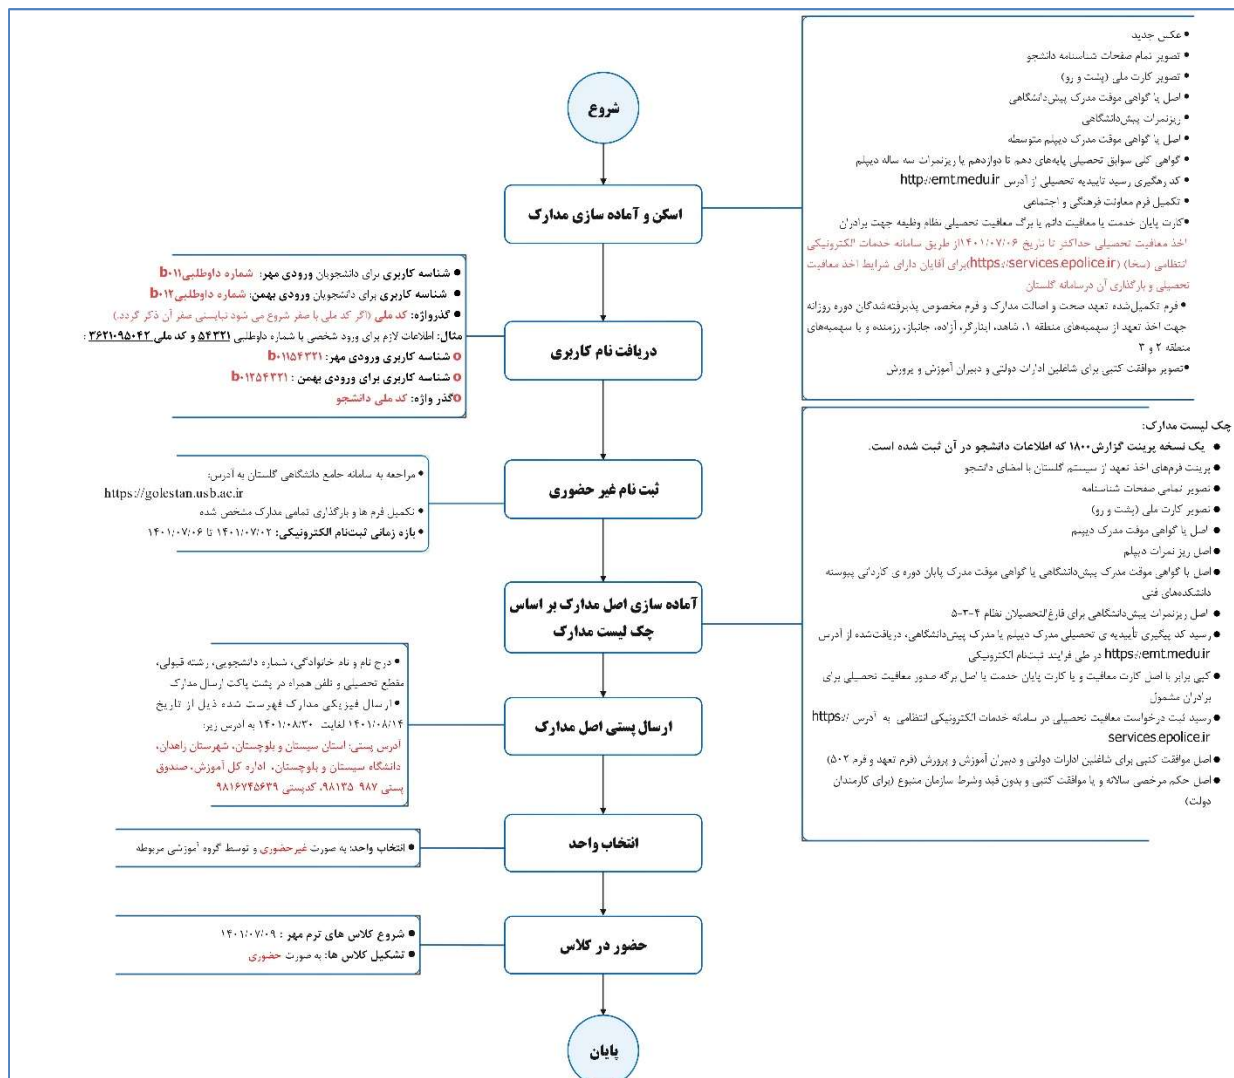 شروع
اسکن و آماده سازی مدارک
● عکس جدید
● تصویر تمام صفحات شناسنامه دانشجو
● تصویر کارت ملی (پشت و رو)
● اصل یا گواهی موقت مدرک پیش‌دانشگاهی
● ریزنمرات پیش‌دانشگاهی
● اصل یا گواهی موقت مدرک دیپلم متوسطه
● گواهی کلی سوابق تحصیلی پایه‌های دهم تا دوازدهم یا ریزنمرات سه ساله دیپلم
● کد رهگیری رسید تاییدیه تحصیلی از آدرس http://emt.medu.ir
● تکمیل فرم معاونت فرهنگی و اجتماعی
● کارت پایان خدمت یا معافیت دائم یا برگ معافیت تحصیلی نظام وظیفه جهت برادران
اخذ معافیت تحصیلی حداکثر تا تاریخ ۱۴۰۱/۰۷/۰۶از طریق سامانه خدمات الکترونیکی
انتظامی (سخا) (https://services.epolice.ir)برای آقایان دارای شرایط اخذ معافیت
تحصیلی و بارگذاری آن درسامانه گلستان
● فرم تکمیل‌شده تعهد صحت و اصالت مدارک و فرم مخصوص پذیرفته‌شدگان دوره روزانه
جهت اخذ تعهد از سهمیه‌های منطقه ۱، شاهد، ایثارگر، آزاده، جانباز، رزمنده و یا سهمیه‌های
منطقه ۲ و ۳
●تصویر موافقت کتبی برای شاغلین ادارات دولتی و دبیران آموزش و پرورش
دریافت نام کاربری
● شناسه کاربری برای دانشجویان ورودی مهر: شماره داوطلبیb۰۱۱
● شناسه کاربری برای دانشجویان ورودی بهمن: شماره داوطلبیb۰۱۲
● گذرواژه: کد ملی (اگر کد ملی با صفر شروع می شود نبایستی صفر آن ذکر گردد.)
مثال: اطلاعات لازم برای ورود شخصی با شماره داوطلبی ۵۴۳۲۱ و کد ملی ۳۶۲۱۰۹۵۰۴۲ :
o شناسه کاربری ورودی مهر: b۰۱۱۵۴۳۲۱
o شناسه کاربری برای ورودی بهمن : b۰۱۲۵۴۳۲۱
oگذر واژه: کد ملی دانشجو
ثبت نام غیر حضوری
● مراجعه به سامانه جامع دانشگاهی گلستان به آدرس:
https://golestan.usb.ac.ir
● تکمیل فرم ها و بارگذاری تمامی مدارک مشخص شده
● بازه زمانی ثبت‌نام الکترونیکی: ۱۴۰۱/۰۷/۰۲ تا ۱۴۰۱/۰۷/۰۶
آماده سازی اصل مدارک بر اساس
چک لیست مدارک
چک لیست مدارک:
● یک نسخه پرینت گزارش۱۸۰۰ که اطلاعات دانشجو در آن ثبت شده است.
● پرینت فرم‌های اخذ تعهد از سیستم گلستان با امضای دانشجو
● تصویر تمامی صفحات شناسنامه
● تصویر کارت ملی (پشت و رو)
● اصل یا گواهی موقت مدرک دیپلم
● اصل ریز نمرات دیپلم
● اصل یا گواهی موقت مدرک پیش‌دانشگاهی یا گواهی موقت مدرک پایان دوره ی کاردانی پیوسته
دانشکده‌های فنی
● اصل ریزنمرات پیش‌دانشگاهی برای فارغ‌التحصیلان نظام ۴-۳-۵
● رسید کد پیگیری تأییدیه ی تحصیلی مدرک دیپلم یا مدرک پیش‌دانشگاهی، دریافت‌شده از آدرس
https://emt.medu.ir در طی فرایند ثبت‌نام الکترونیکی
● کپی برابر با اصل کارت معافیت و یا کارت پایان خدمت یا اصل برگه صدور معافیت تحصیلی برای
برادران مشمول
● رسید ثبت درخواست معافیت تحصیلی در سامانه خدمات الکترونیکی انتظامی به آدرس https://
services.epolice.ir
● اصل موافقت کتبی برای شاغلین ادارات دولتی و دبیران آموزش و پرورش (فرم تعهد و فرم ۵۰۲)
● اصل حکم مرخصی سالانه و یا موافقت کتبی و بدون قید وشرط سازمان متبوع (برای کارمندان
دولت)
ارسال پستی اصل مدارک
● درج نام و نام خانوادگی، شماره دانشجویی، رشته قبولی،
مقطع تحصیلی و تلفن همراه در پشت پاکت ارسال مدارک
● ارسال فیزیکی مدارک فهرست شده ذیل از تاریخ
۱۴۰۱/۰۸/۱۴ لغایت ۱۴۰۱/۰۸/۳۰ به آدرس زیر:
آدرس پستی: استان سیستان و بلوچستان، شهرستان زاهدان،
دانشگاه سیستان و بلوچستان، اداره کل آموزش، صندوق
پستی ۹۸۷-۹۸۱۳۵، کدپستی ۹۸۱۶۷۴۵۶۳۹
انتخاب واحد
● انتخاب واحد: به صورت غیرحضوری و توسط گروه آموزشی مربوطه
حضور در کلاس
● شروع کلاس های ترم مهر : ۱۴۰۱/۰۷/۰۹
● تشکیل کلاس ها: به صورت حضوری
پایان